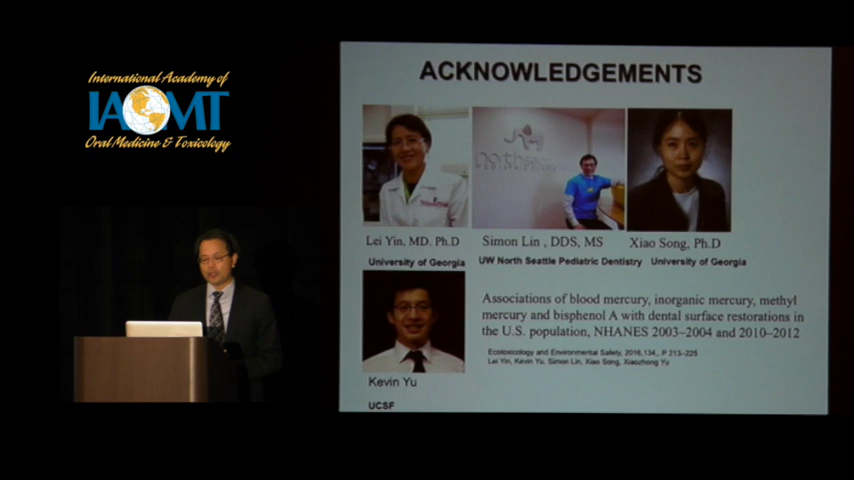 International Academy of
IAOMT
Oral Medicine & Toxicology
ACKNOWLEDGEMENTS
Lei Yin, MD. Ph.D
University of Georgia
Simon Lin , DDS, MS
UW North Seattle Pediatric Dentistry
Xiao Song, Ph.D
University of Georgia
Kevin Yu
UCSF
Associations of blood mercury, inorganic mercury, methyl
mercury and bisphenol A with dental surface restorations in
the U.S. population, NHANES 2003–2004 and 2010–2012
Ecotoxicology and Environmental Safety, 2016,134,, P 213–225
Lei Yin, Kevin Yu, Simon Lin, Xiao Song, Xiaozhong Yu